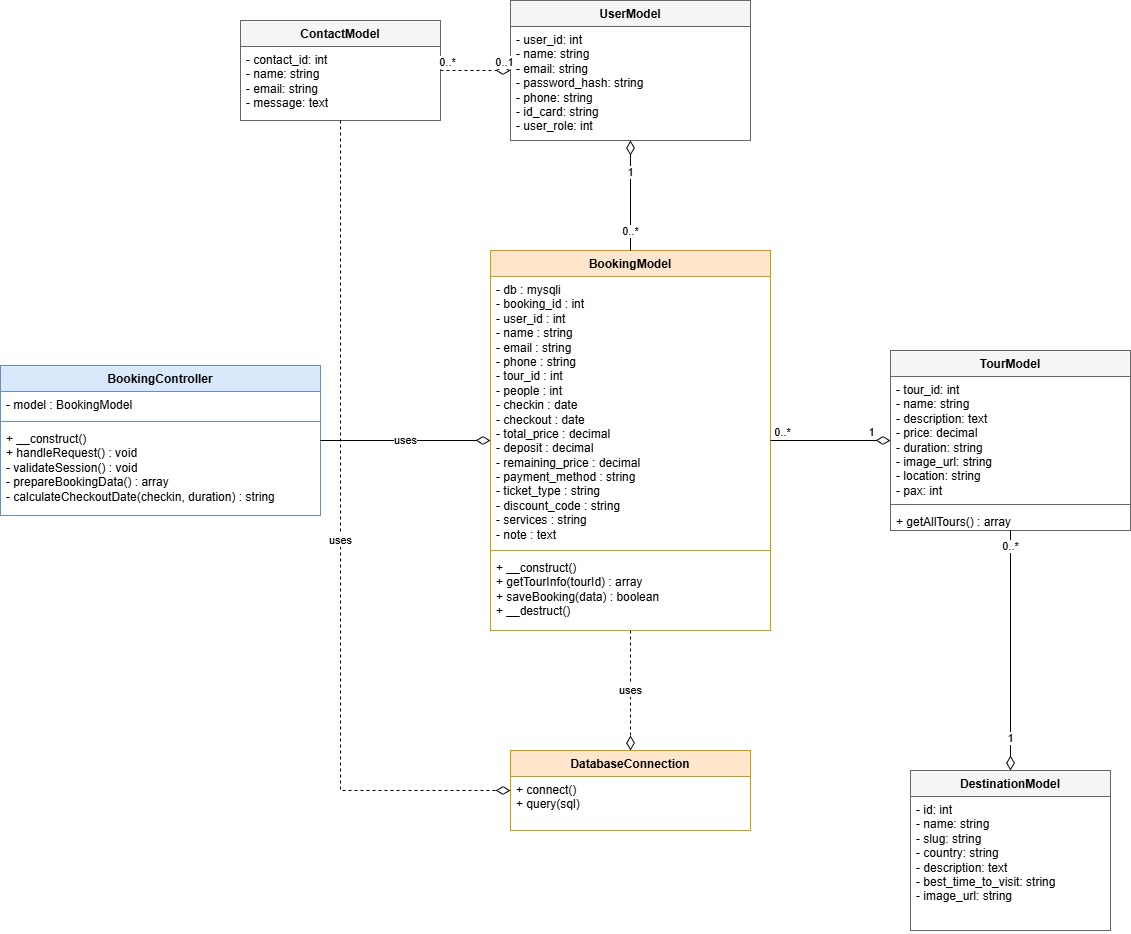 ContactModel
- contact_id: int
- name: string
- email: string
- message: text
0..*
0..1
UserModel
- user_id: int
- name: string
- email: string
- password_hash: string
- phone: string
- id_card: string
- user_role: int
1
0..*
BookingModel
- db : mysqli
- booking_id : int
- user_id : int
- name : string
- email : string
- phone : string
- tour_id : int
- people : int
- checkin : date
- checkout : date
- total_price : decimal
- deposit : decimal
- remaining_price : decimal
- payment_method : string
- ticket_type : string
- discount_code : string
- services : string
- note : text
+ __construct()
+ getTourInfo(tourId) : array
+ saveBooking(data) : boolean
+ __destruct()
BookingController
- model : BookingModel
+ __construct()
+ handleRequest() : void
- validateSession() : void
- prepareBookingData() : array
- calculateCheckoutDate(checkin, duration) : string
uses
0..*
1
TourModel
- tour_id: int
- name: string
- description: text
- price: decimal
- duration: string
- image_url: string
- location: string
- pax: int
+ getAllTours() : array
0..*
1
uses
uses
DatabaseConnection
+ connect()
+ query(sql)
DestinationModel
- id: int
- name: string
- slug: string
- country: string
- description: text
- best_time_to_visit: string
- image_url: string